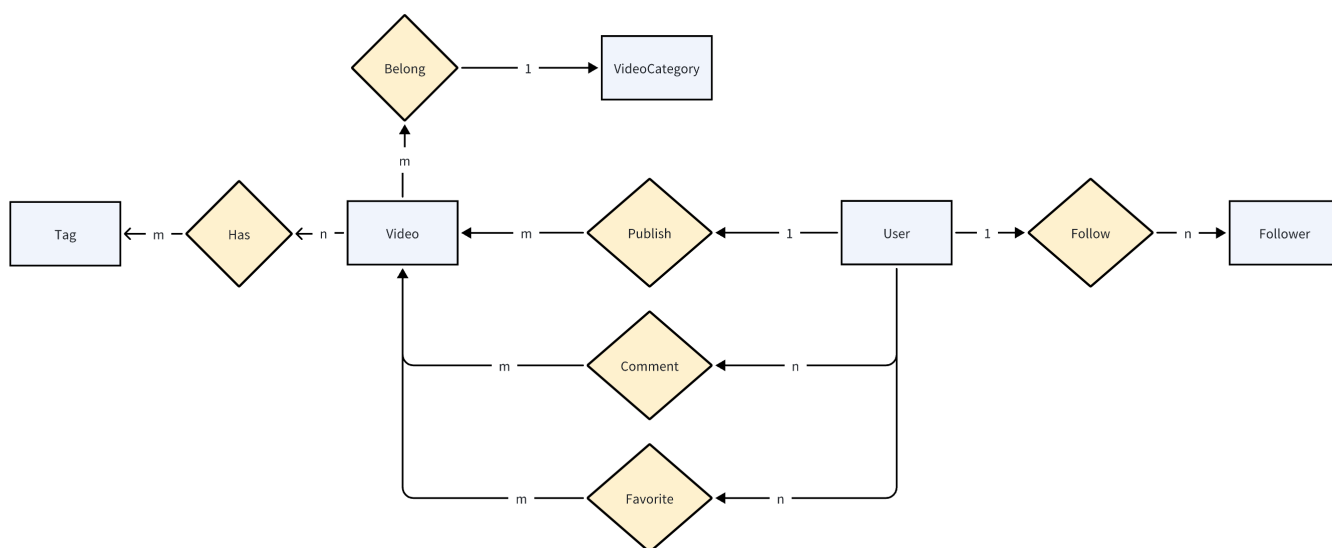 Belong
1
VideoCategory
m
Tag
m
Has
n
Video
m
Publish
1
User
1
Follow
n
Follower
m
Comment
n
m
Favorite
n